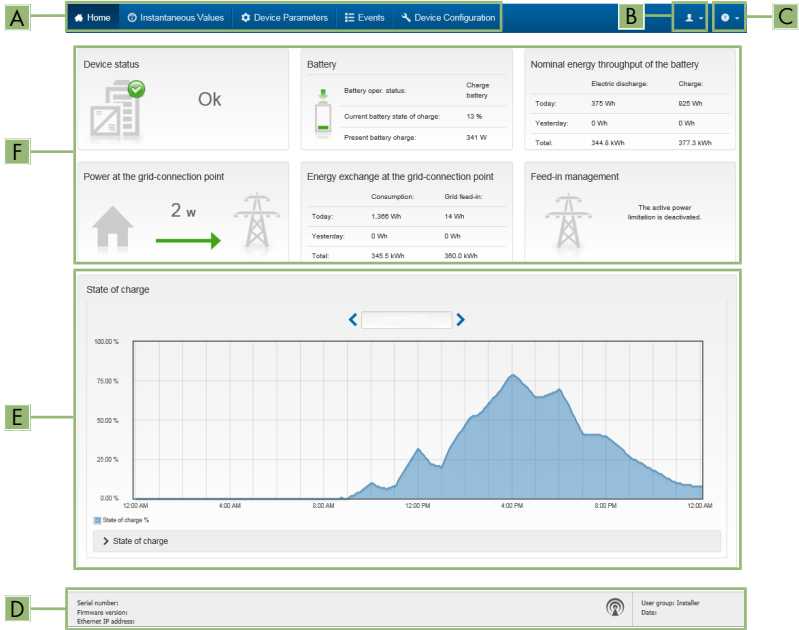 A
Home
Instantaneous Values
Device Parameters
Events
Device Configuration
B
C
F
Device status
Ok
Battery
Battery oper. status:
Charge
battery
Current battery state of charge:
13 %
Present battery charge:
341 W
Nominal energy throughput of the battery
Electric discharge:
Charge:
Today:
375 Wh
925 Wh
Yesterday:
0 Wh
0 Wh
Total:
344.8 kWh
377.3 kWh
Power at the grid-connection point
2 w
Energy exchange at the grid-connection point
Consumption:
Grid feed-in:
Today:
1,366 Wh
14 Wh
Yesterday:
0 Wh
0 Wh
Total:
345.5 kWh
360.0 kWh
Feed-in management
The active power
limitation is deactivated.
E
State of charge
100.00 %
75.00 %
50.00 %
25.00 %
0.00 %
12:00 AM
4:00 AM
8:00 AM
12:00 PM
4:00 PM
8:00 PM
12:00 AM
State of charge %
State of charge
D
Serial number:
Firmware version:
Ethernet IP address:
User group: Installer
Date: